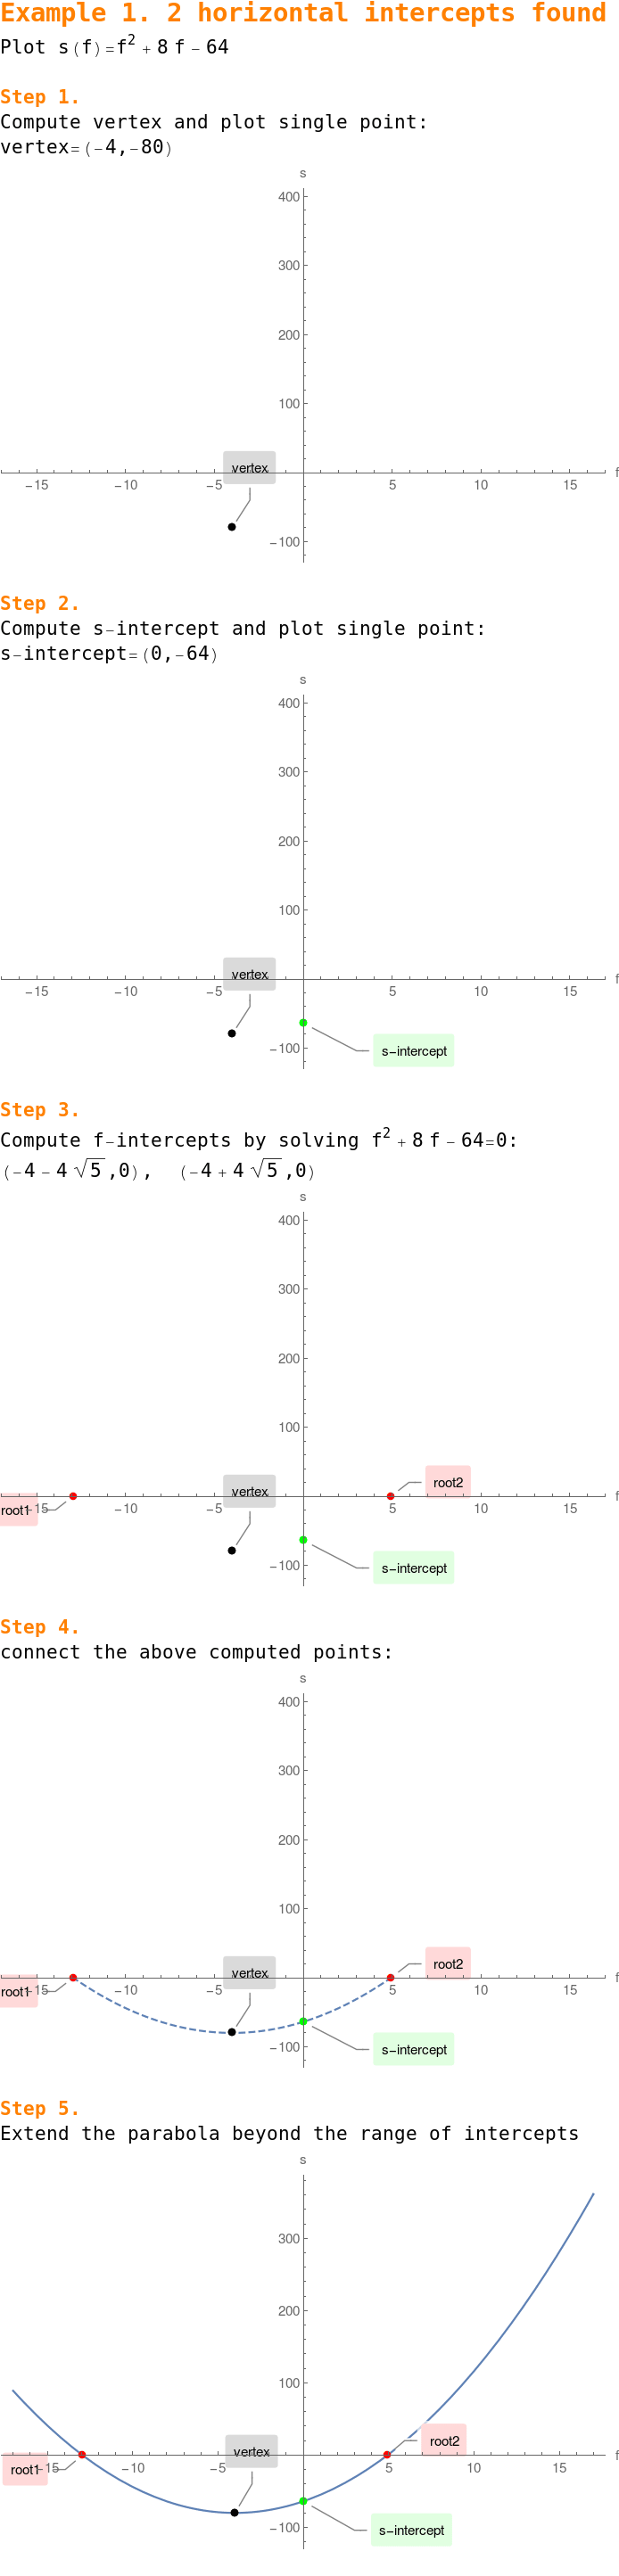 Example 1. 2 horizontal intercepts found
Plot s(f)=f² + 8 f − 64
Step 1.
Compute vertex and plot single point:
vertex=(−4,−80)
s
400
300
200
100
vertex
f
−15 −10 −5 5 10 15
−100
Step 2.
Compute s−intercept and plot single point:
s−intercept=(0,−64)
s
400
300
200
100
vertex
f
−15 −10 −5 5 10 15
−100
s−intercept
Step 3.
Compute f−intercepts by solving f² + 8 f − 64=0:
(−4 − 4 √5 ,0), (−4 + 4 √5 ,0)
s
400
300
200
100
root2
vertex
f
root1 −15 −10 −5 5 10 15
−100
s−intercept
Step 4.
connect the above computed points:
s
400
300
200
100
root2
vertex
f
root1 −15 −10 −5 5 10 15
−100
s−intercept
Step 5.
Extend the parabola beyond the range of intercepts
s
300
200
100
root2
vertex
root1 −15 −10 −5 5 10 15
−100
s−intercept
f